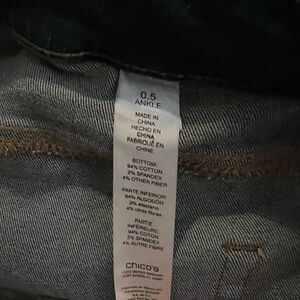 0.5
ANKLE
MADE IN
CHINA
HECHO EN
CHINA
FABRIQUÉ EN
CHINE
BOTTOM:
94% COTTON
2% SPANDEX
4% OTHER FIBER
PARTE INFERIOR:
94% ALGODÓN
2% elastano
4% otras fibras
PARTIE
INFÉRIEURE:
94% COTON
2% SPANDEX
4% AUTRE FIBRE
chico's